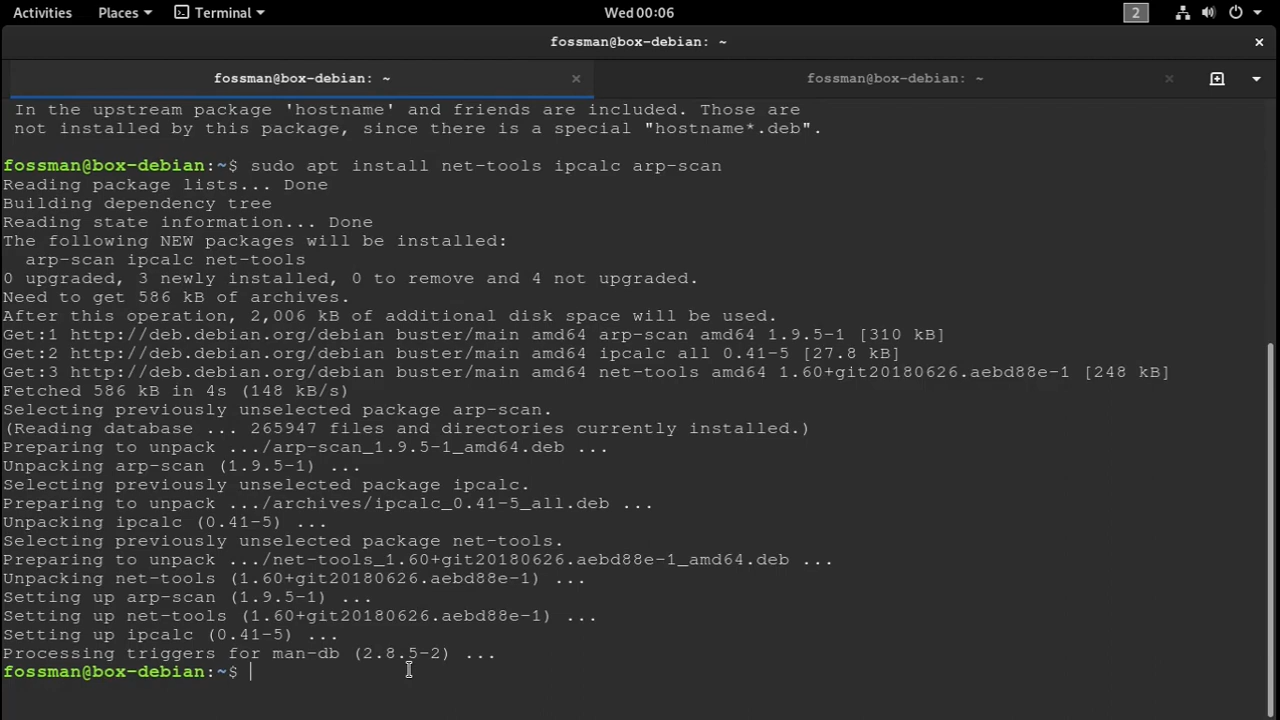 Activities Places Terminal Wed 00:06 2
fossman@box-debian: ~
fossman@box-debian: ~ fossman@box-debian: ~
In the upstream package 'hostname' and friends are included. Those are
not installed by this package, since there is a special "hostname*.deb".
fossman@box-debian:~$ sudo apt install net-tools ipcalc arp-scan
Reading package lists... Done
Building dependency tree
Reading state information... Done
The following NEW packages will be installed:
arp-scan ipcalc net-tools
0 upgraded, 3 newly installed, 0 to remove and 4 not upgraded.
Need to get 586 kB of archives.
After this operation, 2,006 kB of additional disk space will be used.
Get:1 http://deb.debian.org/debian buster/main amd64 arp-scan amd64 1.9.5-1 [310 kB]
Get:2 http://deb.debian.org/debian buster/main amd64 ipcalc all 0.41-5 [27.8 kB]
Get:3 http://deb.debian.org/debian buster/main amd64 net-tools amd64 1.60+git20180626.aebd88e-1 [248 kB]
Fetched 586 kB in 4s (148 kB/s)
Selecting previously unselected package arp-scan.
(Reading database ... 265947 files and directories currently installed.)
Preparing to unpack .../arp-scan_1.9.5-1_amd64.deb ...
Unpacking arp-scan (1.9.5-1) ...
Selecting previously unselected package ipcalc.
Preparing to unpack .../archives/ipcalc_0.41-5_all.deb ...
Unpacking ipcalc (0.41-5) ...
Selecting previously unselected package net-tools.
Preparing to unpack .../net-tools_1.60+git20180626.aebd88e-1_amd64.deb ...
Unpacking net-tools (1.60+git20180626.aebd88e-1) ...
Setting up arp-scan (1.9.5-1) ...
Setting up net-tools (1.60+git20180626.aebd88e-1) ...
Setting up ipcalc (0.41-5) ...
Processing triggers for man-db (2.8.5-2) ...
fossman@box-debian:~$